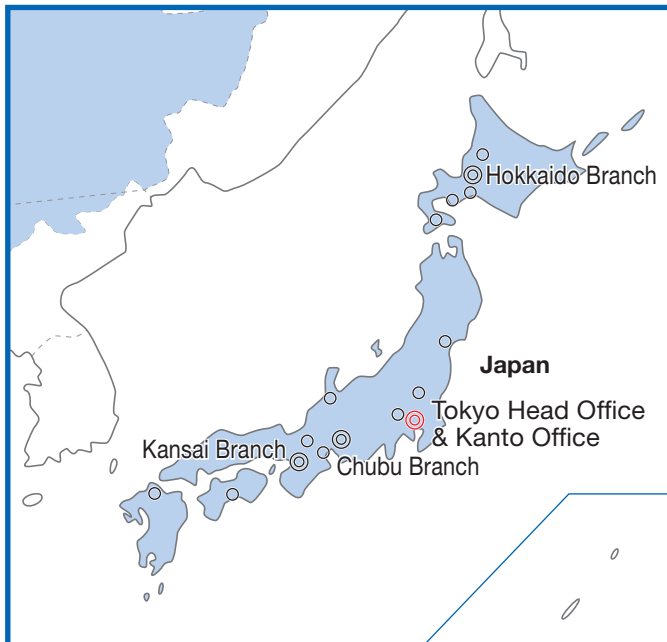 Hokkaido Branch
Japan
Tokyo Head Office
& Kanto Office
Kansai Branch
Chubu Branch